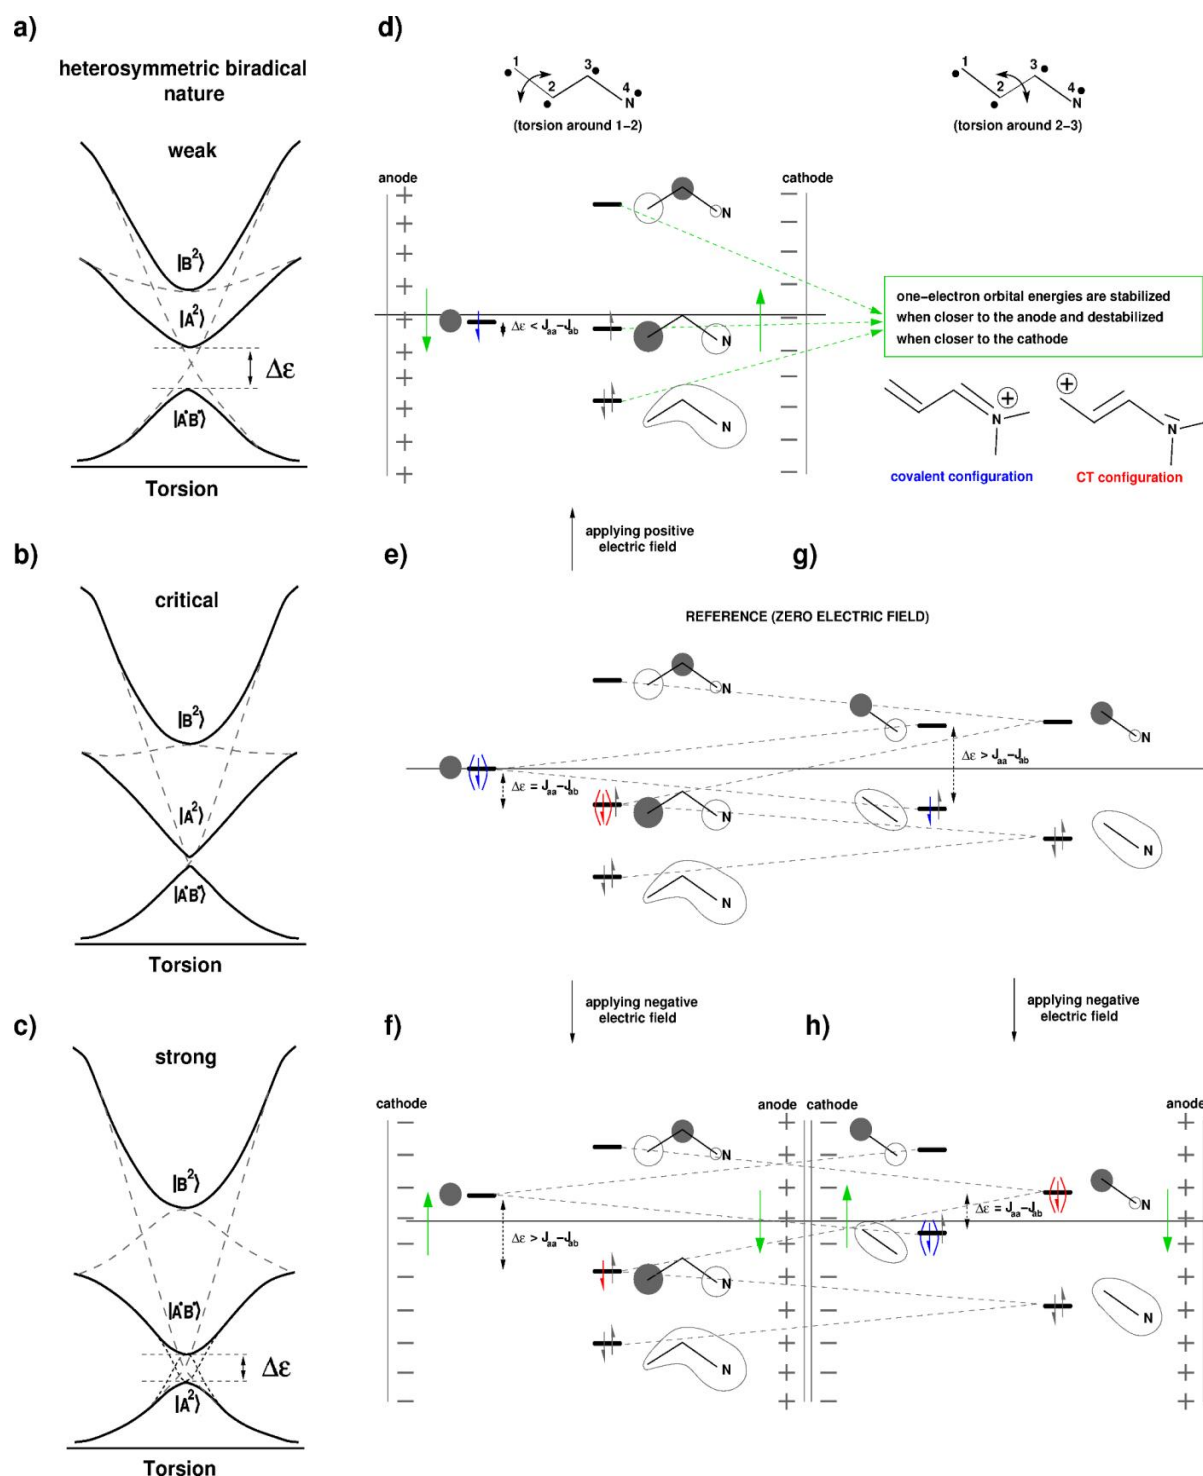 a)
heterosymmetric biradical
nature
weak
|B²⟩
|A²⟩
Δε
|A•B•⟩
Torsion
b)
critical
|B²⟩
|A²⟩
|A•B•⟩
Torsion
c)
strong
|B²⟩
|A•B•⟩
Δε
|A²⟩
Torsion
d)
1 2 3 4 N
(torsion around 1−2)
1 2 3 4 N
(torsion around 2−3)
anode
cathode
N
Δε < Jaa−Jab
N
N
one−electron orbital energies are stabilized
when closer to the anode and destabilized
when closer to the cathode
N +
+ N
covalent configuration
CT configuration
applying positive
electric field
e)
g)
REFERENCE (ZERO ELECTRIC FIELD)
N
N
Δε = Jaa−Jab
Δε > Jaa−Jab
N
N
N
applying negative
electric field
applying negative
electric field
f)
h)
cathode
anode
cathode
anode
N
N
Δε > Jaa−Jab
Δε = Jaa−Jab
N
N
N